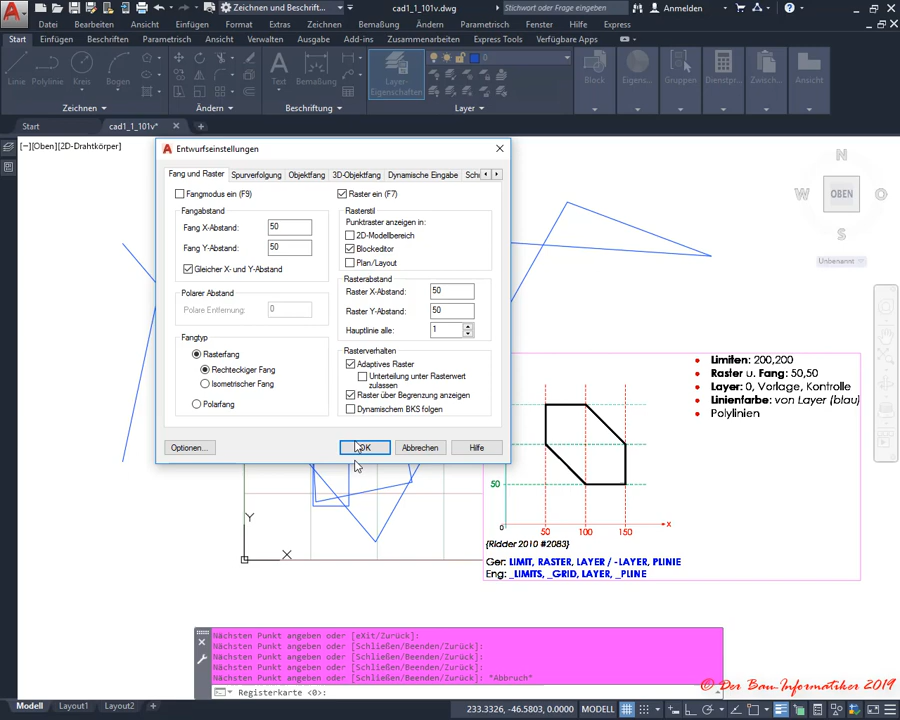 Zeichnen und Beschrift...
cad1_1_101v.dwg
Stichwort oder Frage eingeben
Anmelden
Datei Bearbeiten Ansicht Einfügen Format Extras Zeichnen Bemaßung Ändern Parametrisch Fenster Hilfe Express
Start Einfügen Beschriften Parametrisch Ansicht Verwalten Ausgabe Add-ins Zusammenarbeiten Express Tools Verfügbare Apps
Linie Polylinie Kreis Bogen
Text Bemaßung
Layer-
Eigenschaften
0
Block Eigens... Gruppen Dienstpr... Zwisch... Ansicht
Zeichnen Ändern Beschriftung Layer
Start cad1_1_101v*
[−][Oben][2D-Drahtkörper]
Entwurfseinstellungen
Fang und Raster Spurverfolgung Objektfang 3D-Objektfang Dynamische Eingabe
Fangmodus ein (F9)
Raster ein (F7)
Fangabstand
Fang X-Abstand: 50
Fang Y-Abstand: 50
Gleicher X- und Y-Abstand
Polarer Abstand
Polare Entfernung: 0
Fangtyp
Rasterfang
Rechteckiger Fang
Isometrischer Fang
Polarfang
Rasterstil
Punktraster anzeigen in:
2D-Modellbereich
Blockeditor
Plan/Layout
Rasterabstand
Raster X-Abstand: 50
Raster Y-Abstand: 50
Hauptlinie alle: 1
Rasterverhalten
Adaptives Raster
Unterteilung unter Rasterwert
zulassen
Raster über Begrenzung anzeigen
Dynamischem BKS folgen
Optionen... OK Abbrechen Hilfe
N
W OBEN O
S
Unbenannt
• Limiten: 200,200
• Raster u. Fang: 50,50
• Layer: 0, Vorlage, Kontrolle
• Linienfarbe: von Layer (blau)
• Polylinien
50
0
50 100 150
x
{Ridder 2010 #2083}
Ger: LIMIT, RASTER, LAYER / -LAYER, PLINIE
Eng: _LIMITS, _GRID, LAYER, _PLINE
Y
X
Nächsten Punkt angeben oder [eXit/Zurück]:
Nächsten Punkt angeben oder [Schließen/Beenden/Zurück]:
Nächsten Punkt angeben oder [Schließen/Beenden/Zurück]:
Nächsten Punkt angeben oder [Schließen/Beenden/Zurück]:
Nächsten Punkt angeben oder [Schließen/Beenden/Zurück]: *Abbruch*
Registerkarte <0>:
© Der Bau.Informatiker 2019
Modell Layout1 Layout2 +
233.3326, -46.5803, 0.0000 MODELL